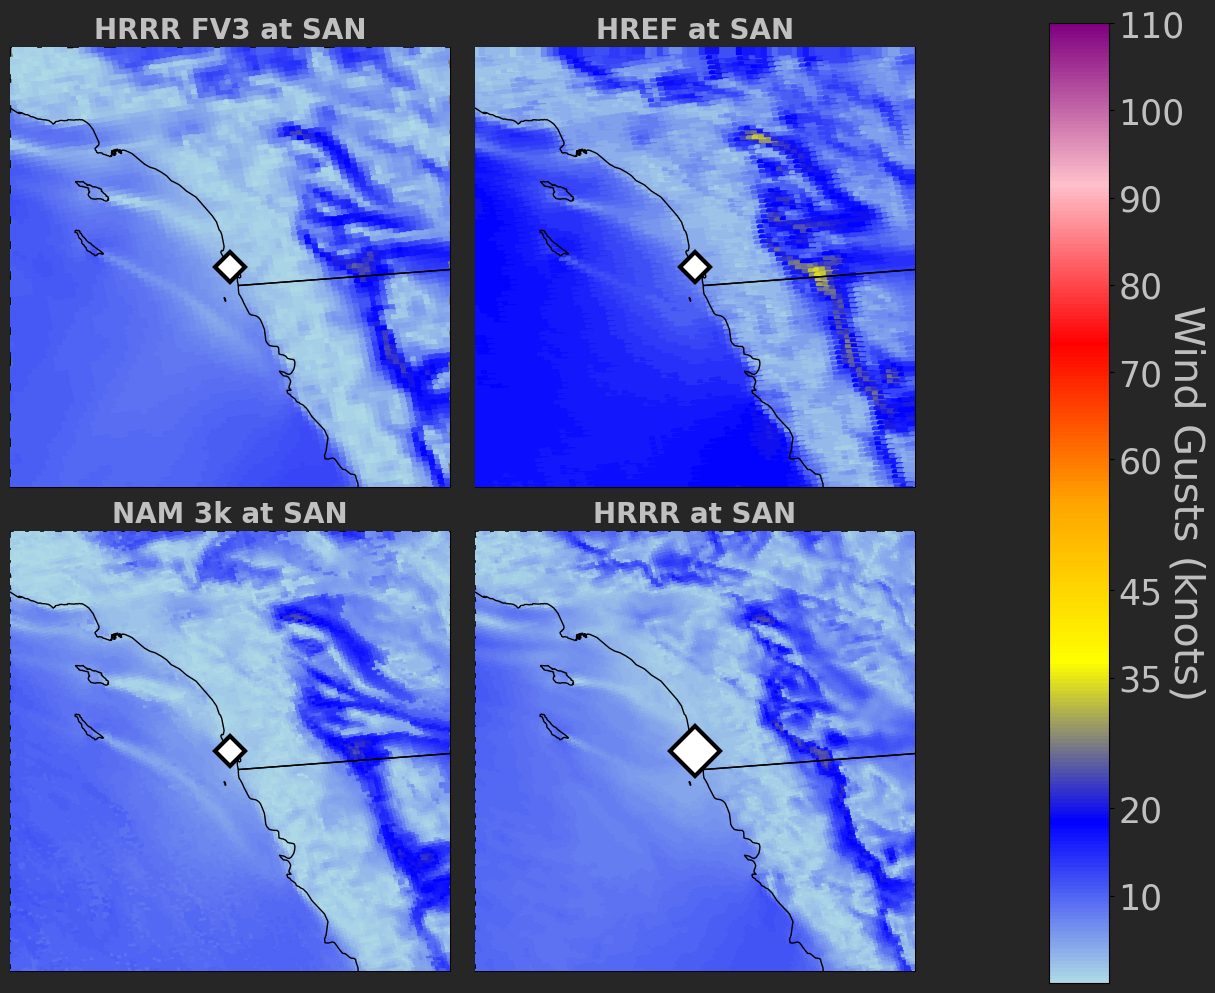 HRRR FV3 at SAN
HREF at SAN
NAM 3k at SAN
HRRR at SAN
110
100
90
80
70
60
45
35
20
10
Wind Gusts (knots)